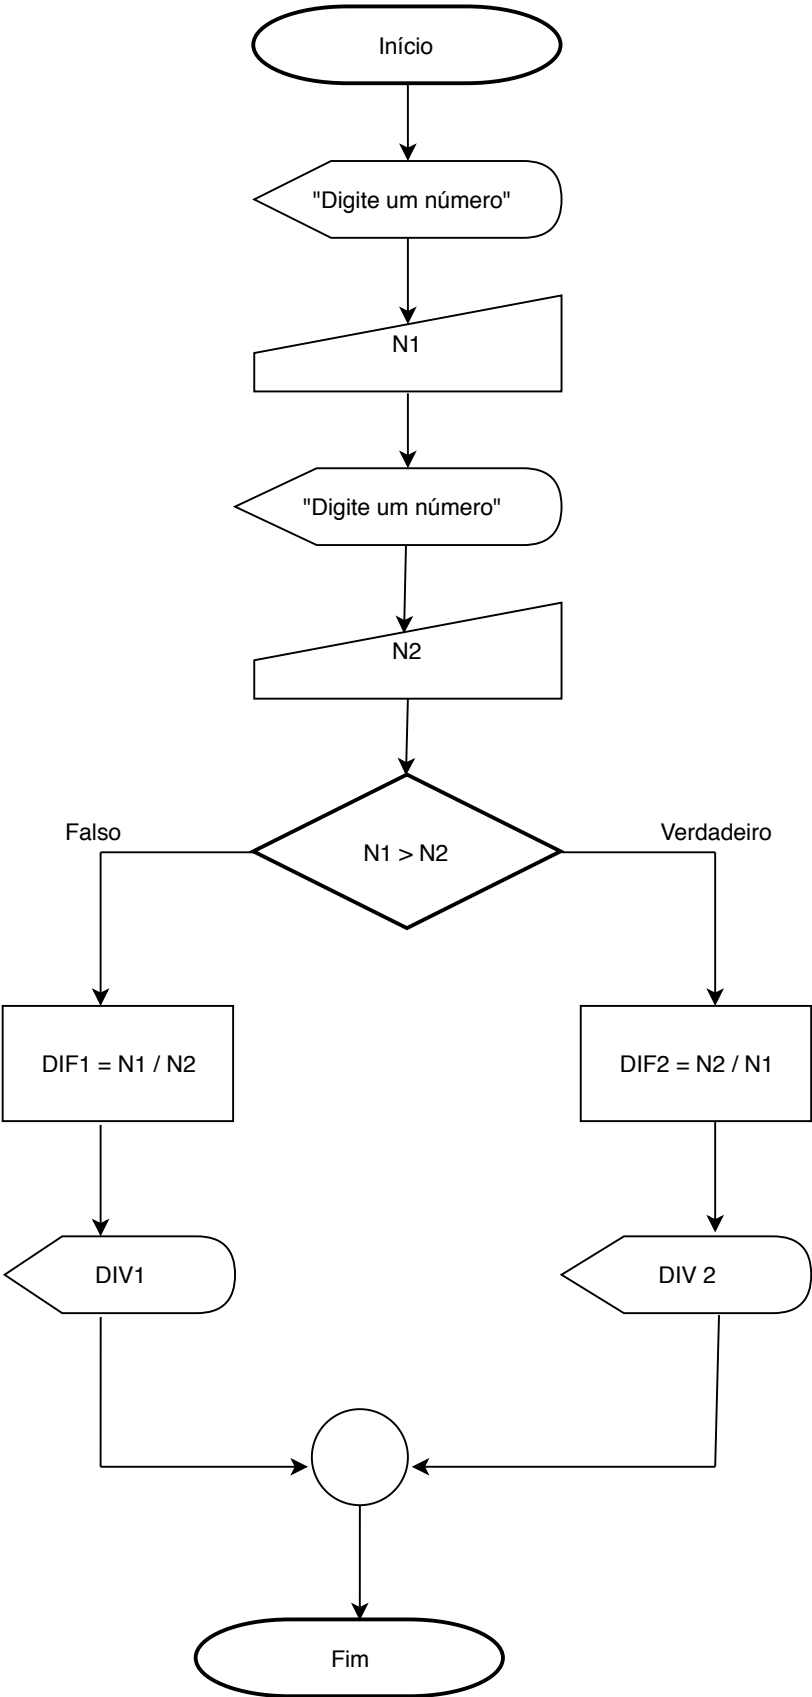 Início
"Digite um número"
N1
"Digite um número"
N2
Falso
Verdadeiro
N1 > N2
DIF1 = N1 / N2
DIF2 = N2 / N1
DIV1
DIV 2
Fim